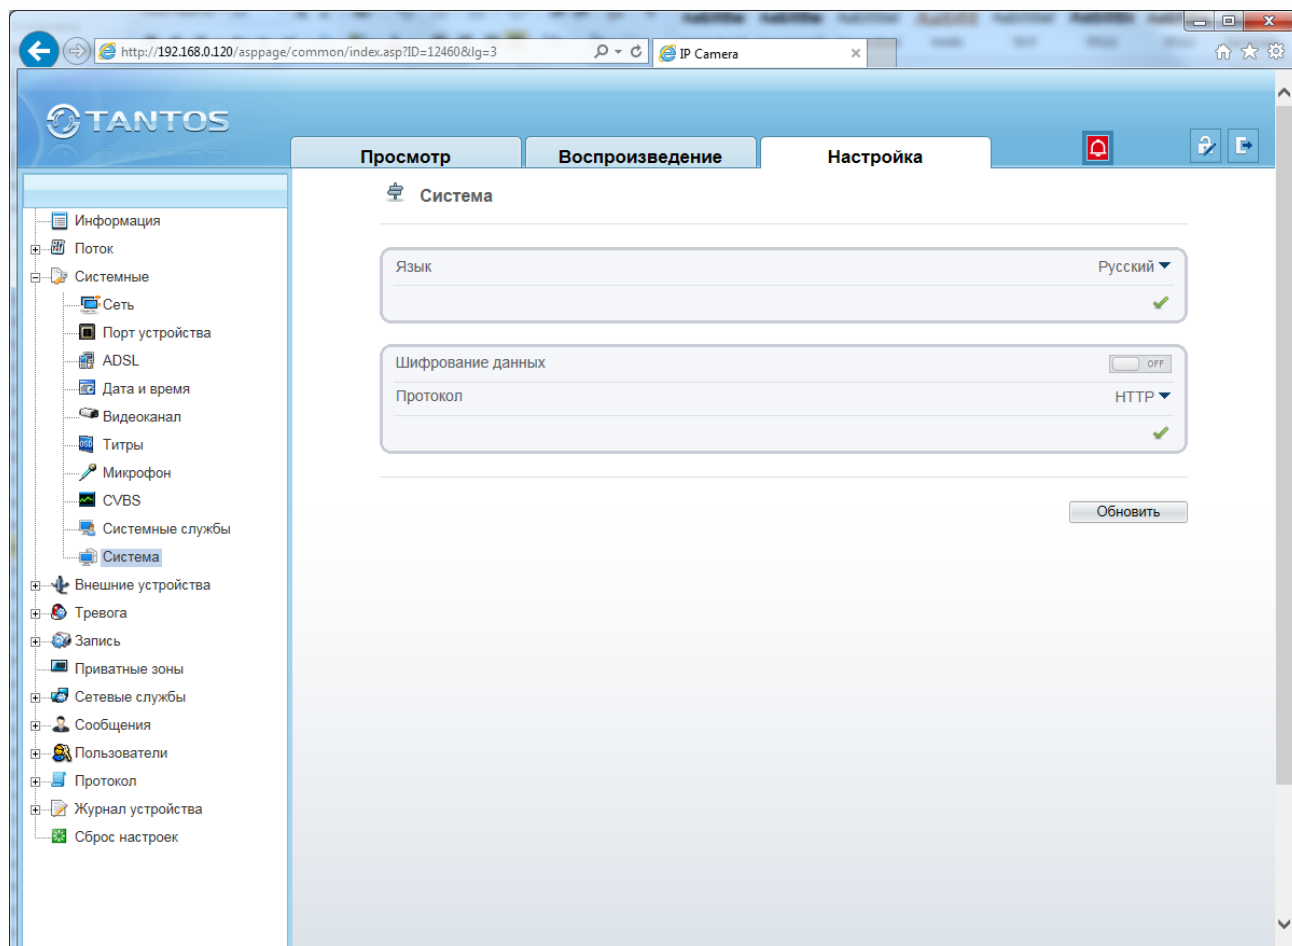 http://192.168.0.120/asppage/common/index.asp?ID=12460&lg=3
IP Camera
TANTOS
Просмотр
Воспроизведение
Настройка
Система
Информация
Поток
Системные
Сеть
Порт устройства
ADSL
Дата и время
Видеоканал
Титры
Микрофон
CVBS
Системные службы
Система
Внешние устройства
Тревога
Запись
Приватные зоны
Сетевые службы
Сообщения
Пользователи
Протокол
Журнал устройства
Сброс настроек
Язык Русский
Шифрование данных OFF
Протокол HTTP
Обновить